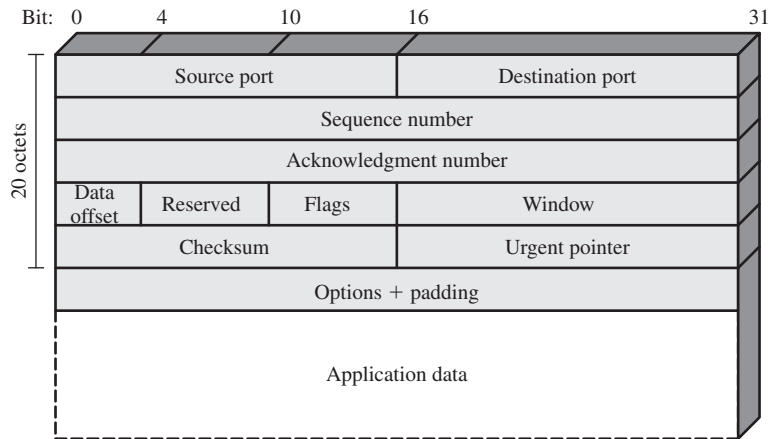 Bit: 0 4 10 16 31
Source port Destination port
Sequence number
Acknowledgment number
Data offset Reserved Flags Window
Checksum Urgent pointer
Options + padding
Application data
20 octets